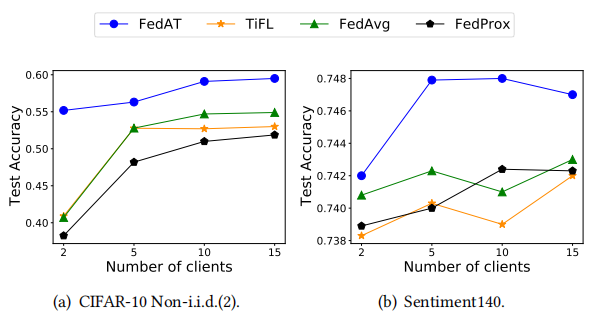 FedAT TiFL FedAvg FedProx
0.60
0.55
0.50
0.45
0.40
Test Accuracy
2 5 10 15
Number of clients
(a) CIFAR-10 Non-i.i.d.(2).
0.748
0.746
0.744
0.742
0.740
0.738
Test Accuracy
2 5 10 15
Number of clients
(b) Sentiment140.